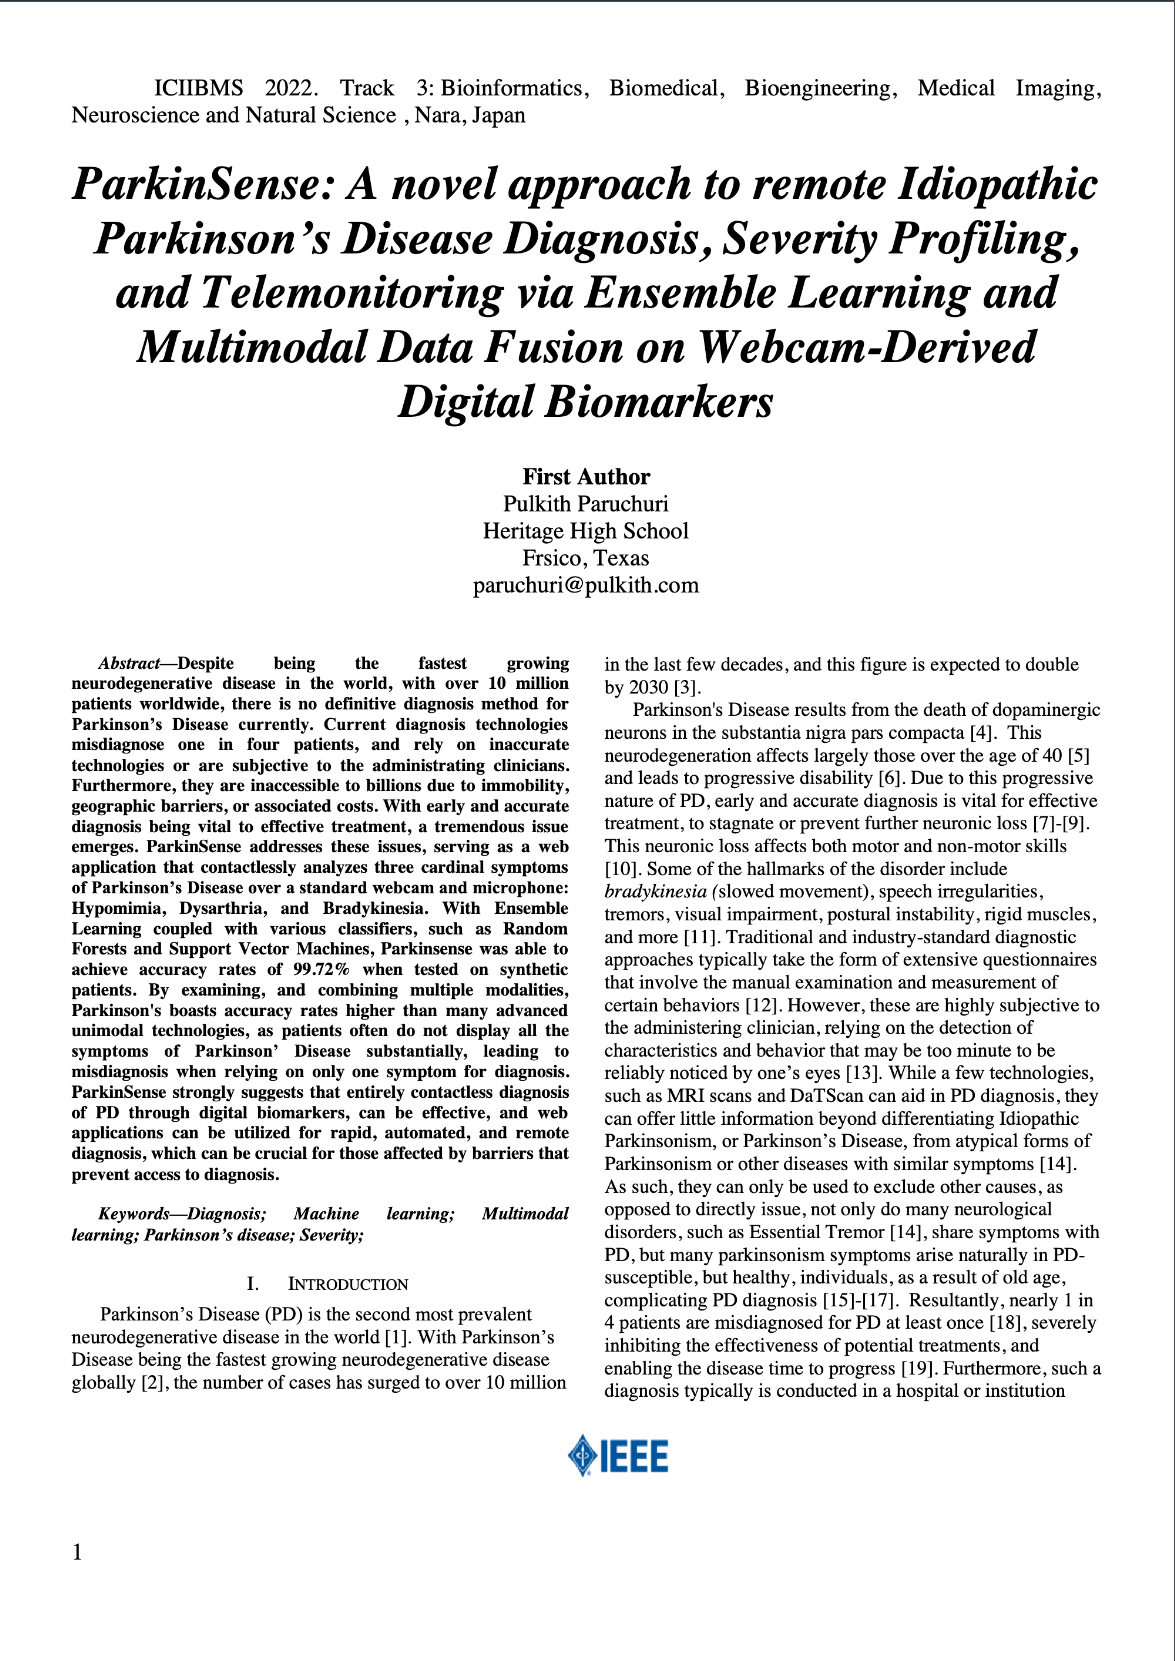 ICIIBMS 2022. Track 3: Bioinformatics, Biomedical, Bioengineering, Medical Imaging,
Neuroscience and Natural Science , Nara, Japan
ParkinSense: A novel approach to remote Idiopathic
Parkinson’s Disease Diagnosis, Severity Profiling,
and Telemonitoring via Ensemble Learning and
Multimodal Data Fusion on Webcam-Derived
Digital Biomarkers
First Author
Pulkith Paruchuri
Heritage High School
Frsico, Texas
paruchuri@pulkith.com
Abstract—Despite being the fastest growing
neurodegenerative disease in the world, with over 10 million
patients worldwide, there is no definitive diagnosis method for
Parkinson’s Disease currently. Current diagnosis technologies
misdiagnose one in four patients, and rely on inaccurate
technologies or are subjective to the administrating clinicians.
Furthermore, they are inaccessible to billions due to immobility,
geographic barriers, or associated costs. With early and accurate
diagnosis being vital to effective treatment, a tremendous issue
emerges. ParkinSense addresses these issues, serving as a web
application that contactlessly analyzes three cardinal symptoms
of Parkinson’s Disease over a standard webcam and microphone:
Hypomimia, Dysarthria, and Bradykinesia. With Ensemble
Learning coupled with various classifiers, such as Random
Forests and Support Vector Machines, Parkinsense was able to
achieve accuracy rates of 99.72% when tested on synthetic
patients. By examining, and combining multiple modalities,
Parkinson's boasts accuracy rates higher than many advanced
unimodal technologies, as patients often do not display all the
symptoms of Parkinson’ Disease substantially, leading to
misdiagnosis when relying on only one symptom for diagnosis.
ParkinSense strongly suggests that entirely contactless diagnosis
of PD through digital biomarkers, can be effective, and web
applications can be utilized for rapid, automated, and remote
diagnosis, which can be crucial for those affected by barriers that
prevent access to diagnosis.
Keywords—Diagnosis; Machine learning; Multimodal
learning; Parkinson’s disease; Severity;
I. INTRODUCTION
Parkinson’s Disease (PD) is the second most prevalent
neurodegenerative disease in the world [1]. With Parkinson’s
Disease being the fastest growing neurodegenerative disease
globally [2], the number of cases has surged to over 10 million
in the last few decades, and this figure is expected to double
by 2030 [3].
Parkinson's Disease results from the death of dopaminergic
neurons in the substantia nigra pars compacta [4]. This
neurodegeneration affects largely those over the age of 40 [5]
and leads to progressive disability [6]. Due to this progressive
nature of PD, early and accurate diagnosis is vital for effective
treatment, to stagnate or prevent further neuronic loss [7]-[9].
This neuronic loss affects both motor and non-motor skills
[10]. Some of the hallmarks of the disorder include
bradykinesia (slowed movement), speech irregularities,
tremors, visual impairment, postural instability, rigid muscles,
and more [11]. Traditional and industry-standard diagnostic
approaches typically take the form of extensive questionnaires
that involve the manual examination and measurement of
certain behaviors [12]. However, these are highly subjective to
the administering clinician, relying on the detection of
characteristics and behavior that may be too minute to be
reliably noticed by one’s eyes [13]. While a few technologies,
such as MRI scans and DaTScan can aid in PD diagnosis, they
can offer little information beyond differentiating Idiopathic
Parkinsonism, or Parkinson’s Disease, from atypical forms of
Parkinsonism or other diseases with similar symptoms [14].
As such, they can only be used to exclude other causes, as
opposed to directly issue, not only do many neurological
disorders, such as Essential Tremor [14], share symptoms with
PD, but many parkinsonism symptoms arise naturally in PD-
susceptible, but healthy, individuals, as a result of old age,
complicating PD diagnosis [15]-[17]. Resultantly, nearly 1 in
4 patients are misdiagnosed for PD at least once [18], severely
inhibiting the effectiveness of potential treatments, and
enabling the disease time to progress [19]. Furthermore, such a
diagnosis typically is conducted in a hospital or institution
IEEE
1